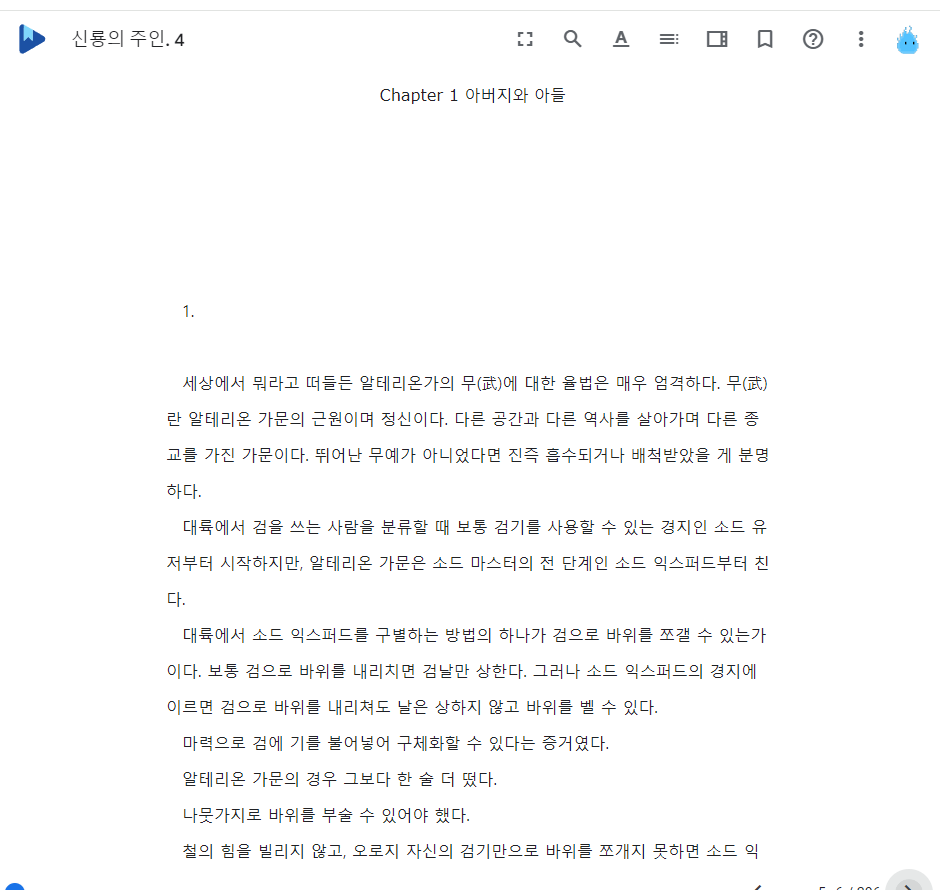 신룡의 주인. 4
Chapter 1 아버지와 아들
1.
세상에서 뭐라고 떠들든 알테리온가의 무(武)에 대한 율법은 매우 엄격하다. 무(武)
란 알테리온 가문의 근원이며 정신이다. 다른 공간과 다른 역사를 살아가며 다른 종
교를 가진 가문이다. 뛰어난 무예가 아니었다면 진즉 흡수되거나 배척받았을 게 분명
하다.
대륙에서 검을 쓰는 사람을 분류할 때 보통 검기를 사용할 수 있는 경지인 소드 유
저부터 시작하지만, 알테리온 가문은 소드 마스터의 전 단계인 소드 익스퍼드부터 친
다.
대륙에서 소드 익스퍼드를 구별하는 방법의 하나가 검으로 바위를 쪼갤 수 있는가
이다. 보통 검으로 바위를 내리치면 검날만 상한다. 그러나 소드 익스퍼드의 경지에
이르면 검으로 바위를 내리쳐도 날은 상하지 않고 바위를 벨 수 있다.
마력으로 검에 기를 불어넣어 구체화할 수 있다는 증거였다.
알테리온 가문의 경우 그보다 한 술 더 떴다.
나뭇가지로 바위를 부술 수 있어야 했다.
철의 힘을 빌리지 않고, 오로지 자신의 검기만으로 바위를 쪼개지 못하면 소드 익